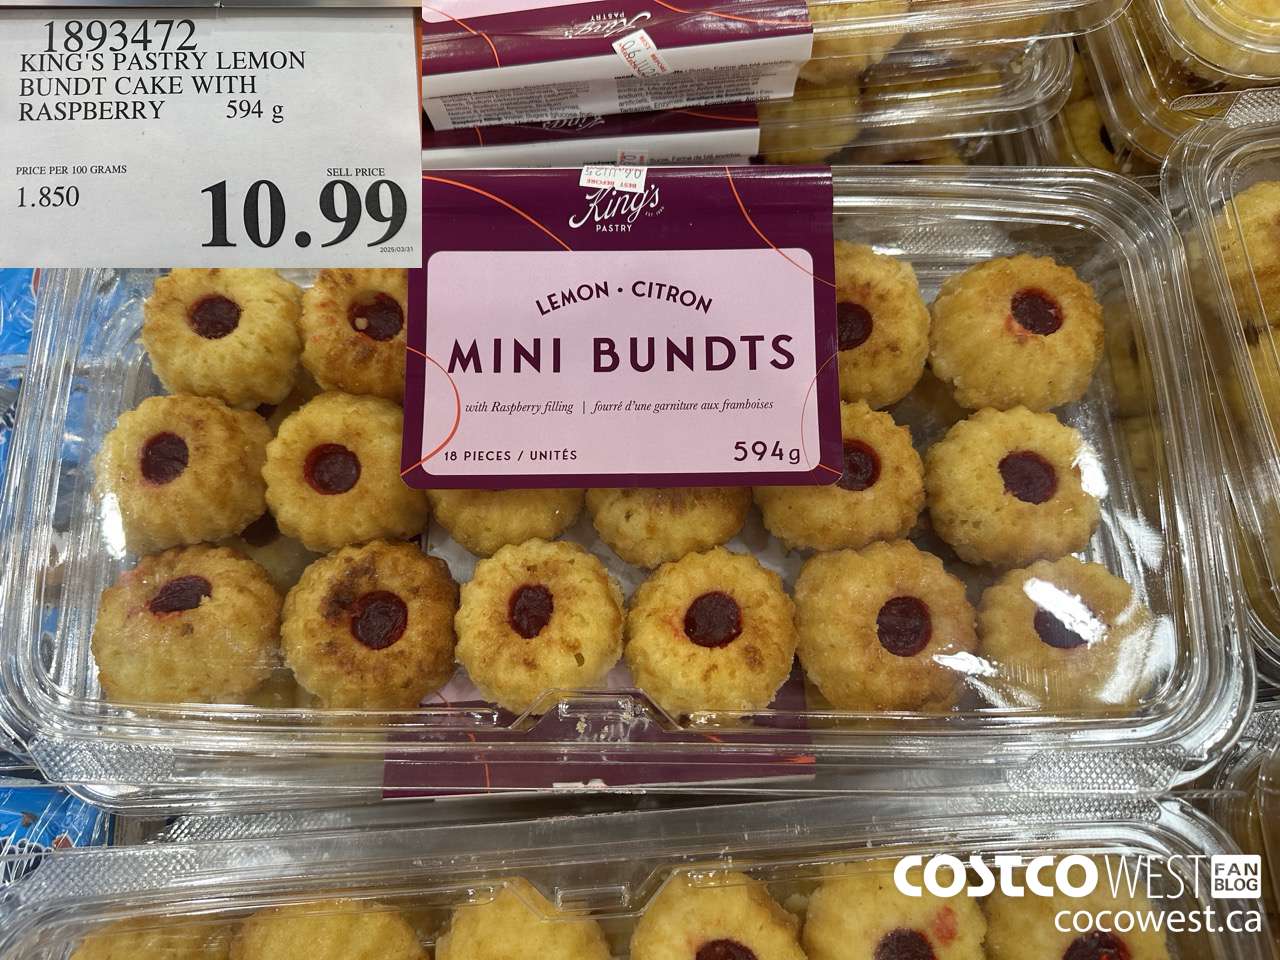 1893472
KING'S PASTRY LEMON
BUNDT CAKE WITH
RASPBERRY 594 g
PRICE PER 100 GRAMS
SELL PRICE
1.850
10.99
2025/03/31
BEST BEFORE
King's
PASTRY
LEMON • CITRON
MINI BUNDTS
with Raspberry filling | fourré d'une garniture aux framboises
18 PIECES / UNITÉS
594g
COSTCO WEST FAN BLOG
cocowest.ca